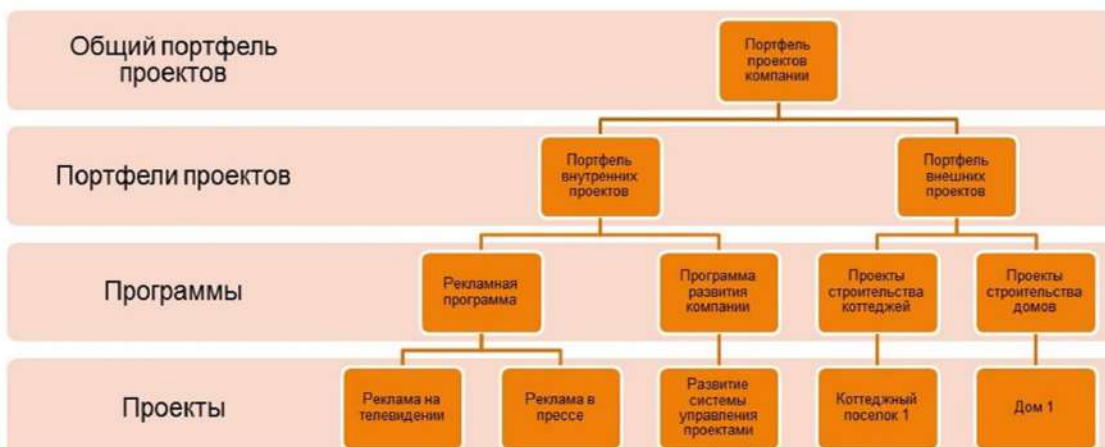 Общий портфель
проектов
Портфель
проектов
компании
Портфели проектов
Портфель
внутренних
проектов
Портфель
внешних
проектов
Программы
Рекламная
программа
Программа
развития
компании
Проекты
строительства
коттеджей
Проекты
строительства
домов
Проекты
Реклама на
телевидении
Реклама в
прессе
Развитие
системы
управления
проектами
Коттеджный
поселок 1
Дом 1